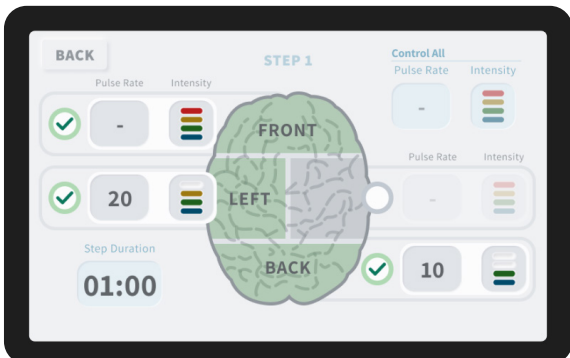 BACK
STEP 1
Control All
Pulse Rate Intensity
Pulse Rate Intensity
-
-
FRONT
Pulse Rate Intensity
20
LEFT
-
Step Duration
01:00
BACK
10